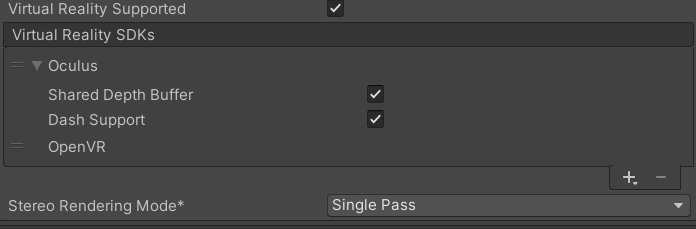 Virtual Reality Supported
Virtual Reality SDKs
Oculus
Shared Depth Buffer
Dash Support
OpenVR
Stereo Rendering Mode* Single Pass